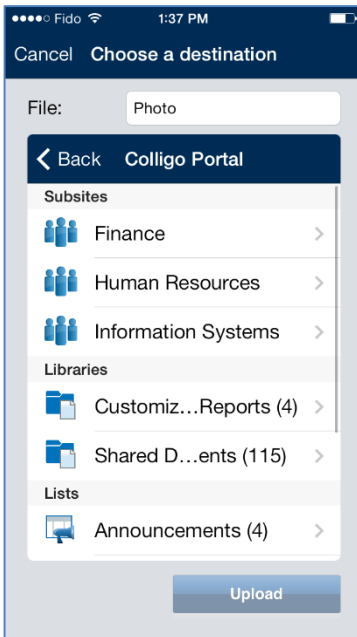 Fido 1:37 PM
Cancel Choose a destination
File: Photo
Back Colligo Portal
Subsites
Finance
Human Resources
Information Systems
Libraries
Customiz...Reports (4)
Shared D...ents (115)
Lists
Announcements (4)
Upload